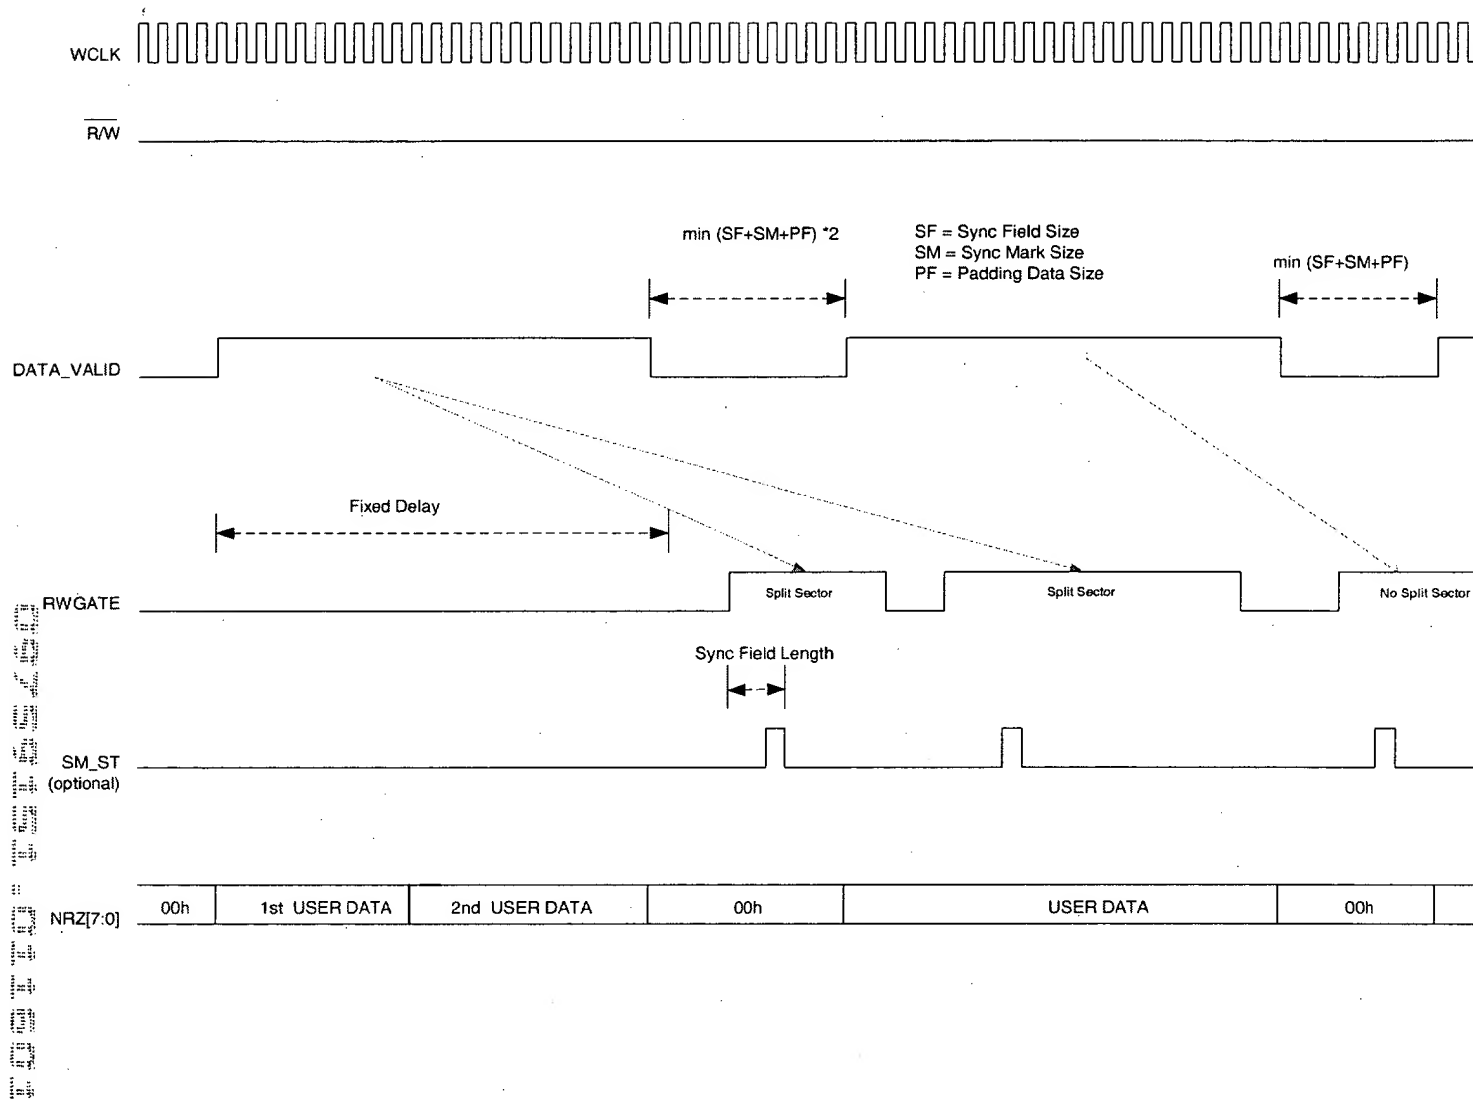 WCLK
R/W
min (SF+SM+PF) *2
SF = Sync Field Size
SM = Sync Mark Size
PF = Padding Data Size
min (SF+SM+PF)
DATA_VALID
Fixed Delay
RWGATE
Split Sector
Split Sector
No Split Sector
Sync Field Length
SM_ST
(optional)
NRZ[7:0]
00h
1st USER DATA
2nd USER DATA
00h
USER DATA
00h